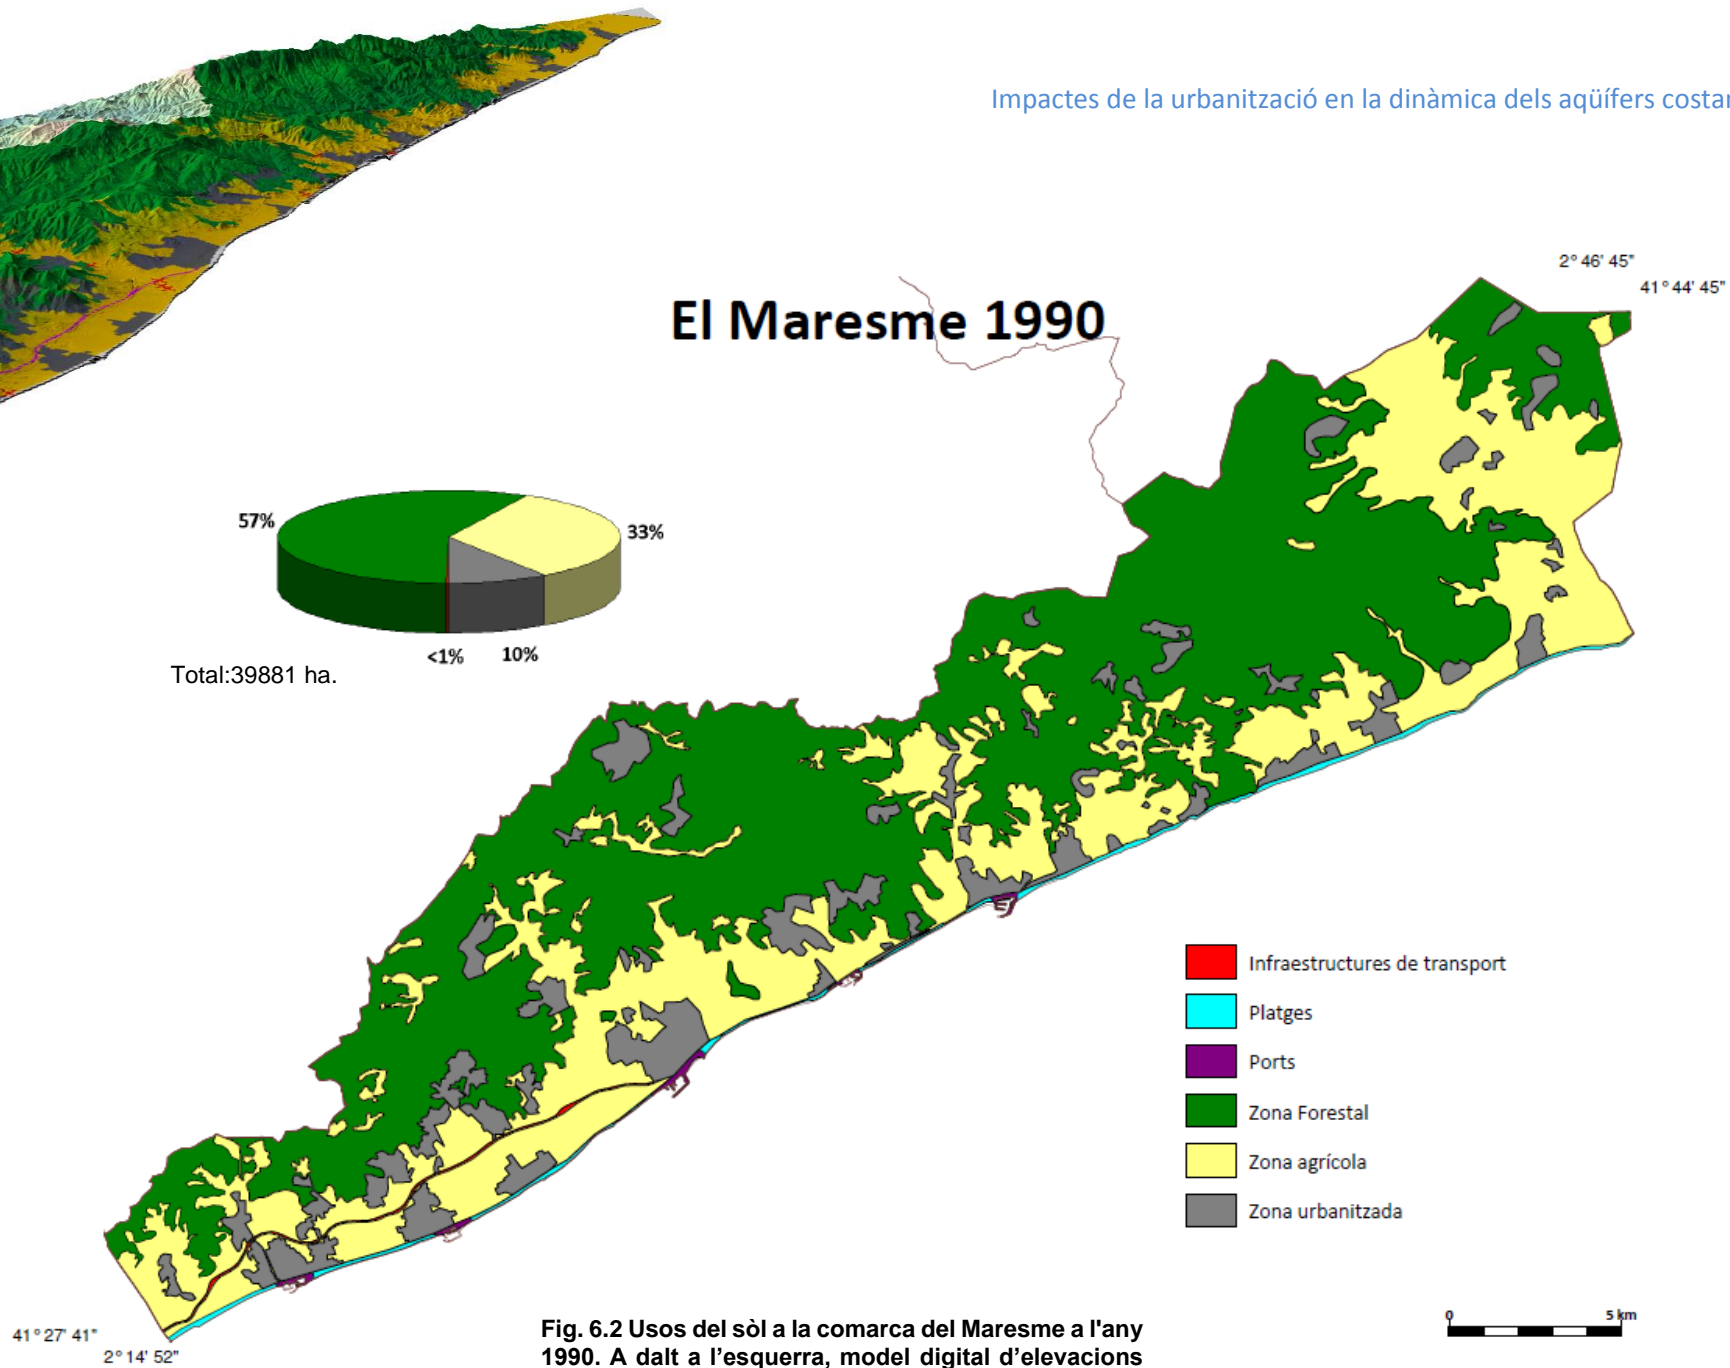 Impactes de la urbanització en la dinàmica dels aqüífers
2° 46' 45"
41° 44' 45"
El Maresme 1990
57%
33%
<1%
10%
Total:39881 ha.
Infraestructures de transport
Platges
Ports
Zona Forestal
Zona agrícola
Zona urbanitzada
0 5 km
41° 27' 41"
2° 14' 52"
Fig. 6.2 Usos del sòl a la comarca del Maresme a l'any
1990. A dalt a l’esquerra, model digital d’elevacions